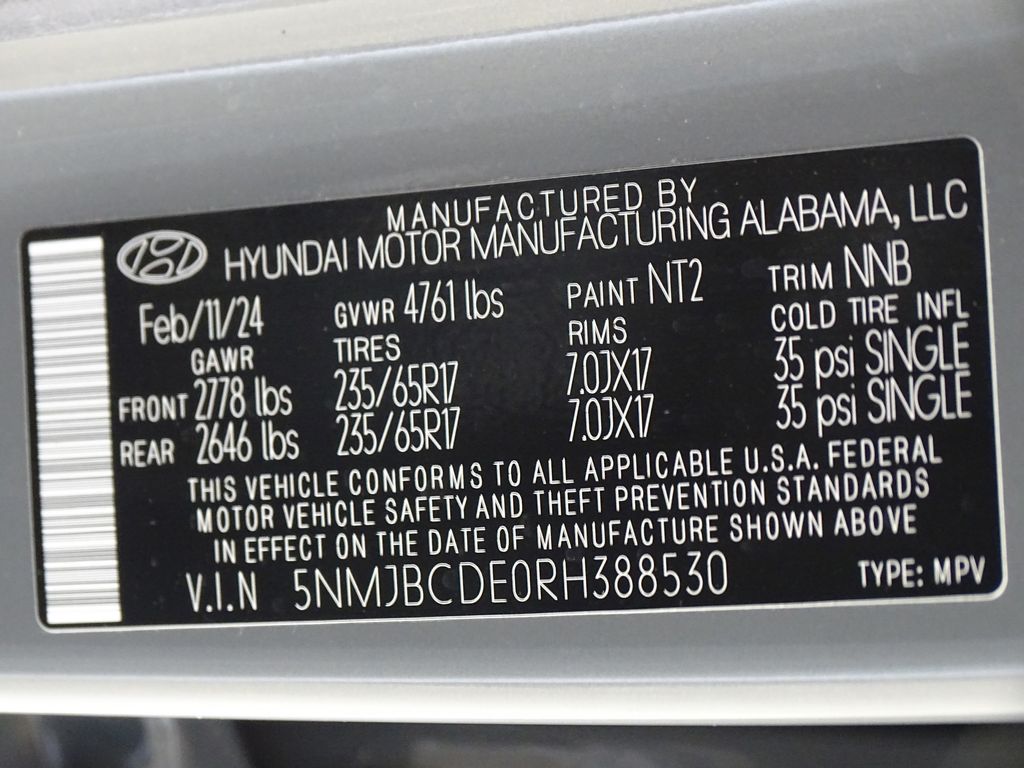 MANUFACTURED BY
HYUNDAI MOTOR MANUFACTURING ALABAMA, LLC
Feb/11/24 GVWR 4761 lbs PAINT NT2 TRIM NNB
GAWR TIRES RIMS COLD TIRE INFL
FRONT 2778 lbs 235/65R17 7.0JX17 35 psi SINGLE
REAR 2646 lbs 235/65R17 7.0JX17 35 psi SINGLE
THIS VEHICLE CONFORMS TO ALL APPLICABLE U.S.A. FEDERAL
MOTOR VEHICLE SAFETY AND THEFT PREVENTION STANDARDS
IN EFFECT ON THE DATE OF MANUFACTURE SHOWN ABOVE
V.I.N 5NMJBCDE0RH388530 TYPE: MPV